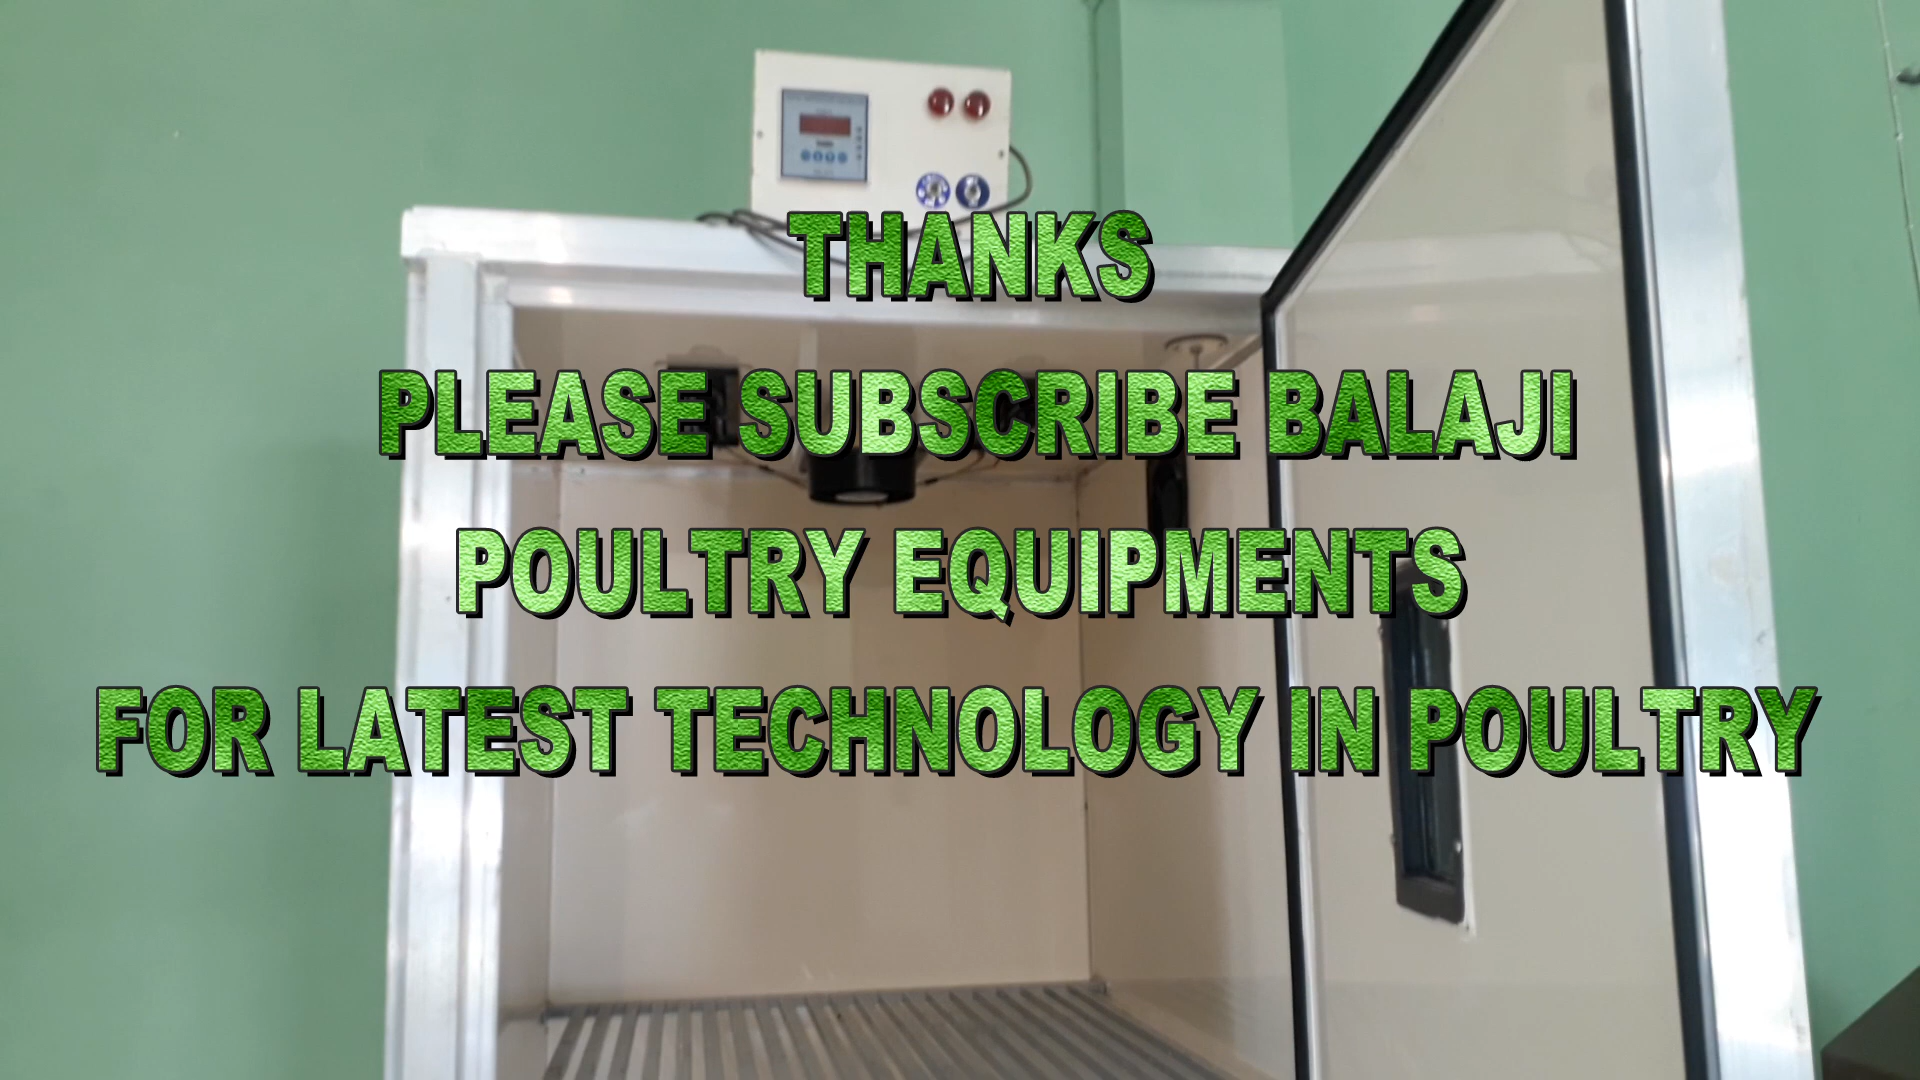 THANKS
PLEASE SUBSCRIBE BALAJI
POULTRY EQUIPMENTS
FOR LATEST TECHNOLOGY IN POULTRY